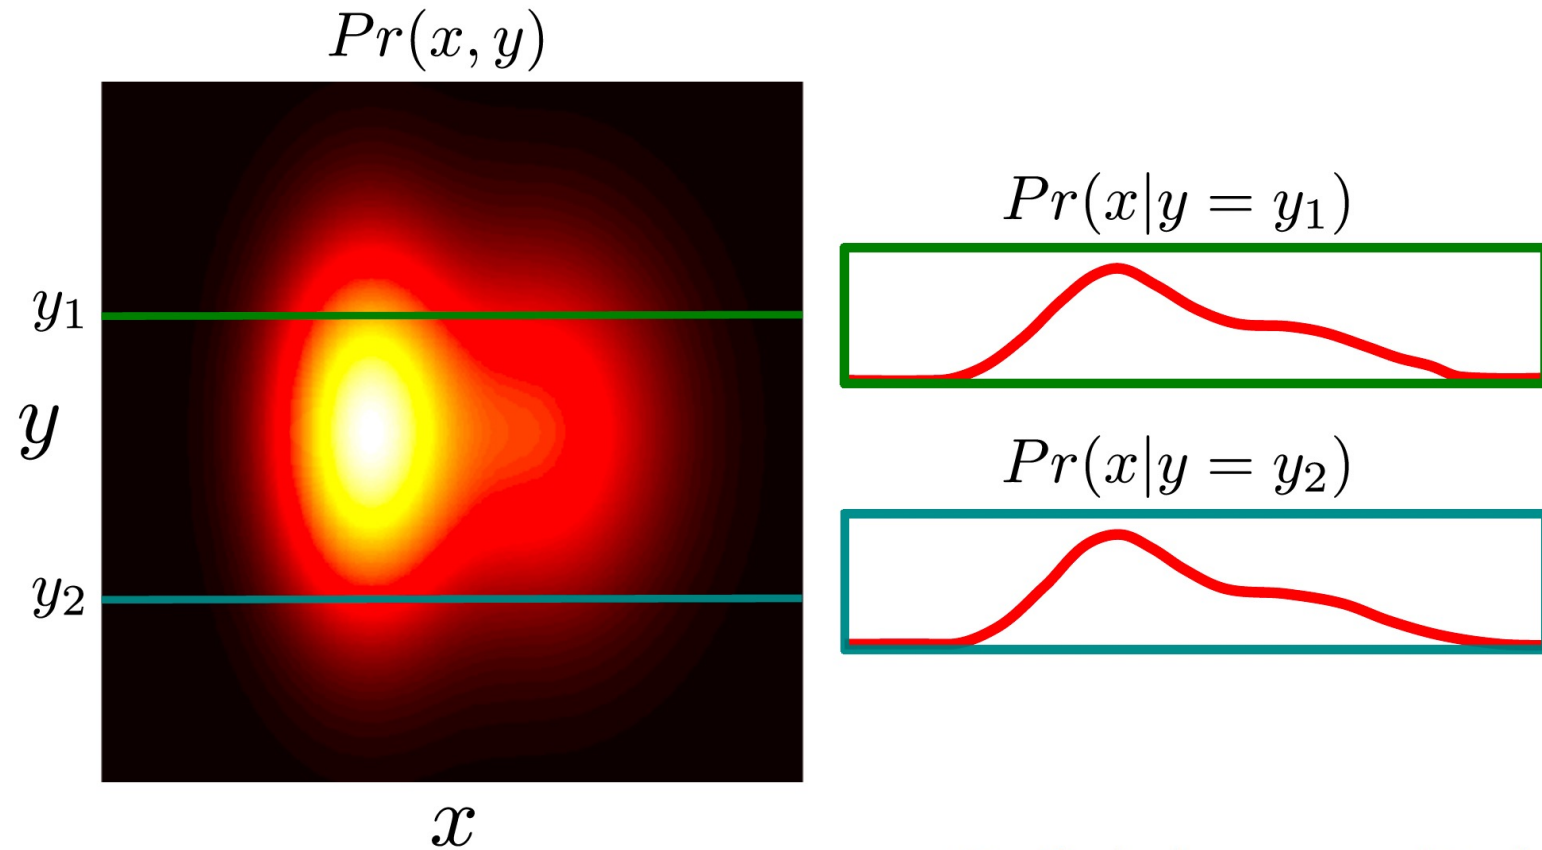 Pr(x, y)
y₁
y
y₂
x
Pr(x|y = y₁)
Pr(x|y = y₂)